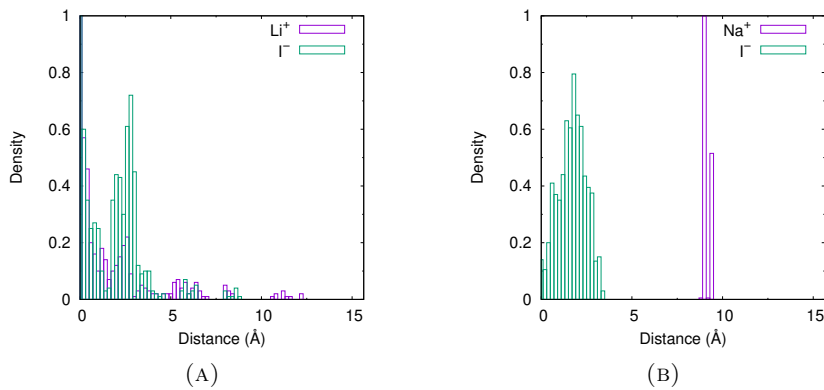 Li⁺
I⁻
1
0.8
0.6
0.4
0.2
0
Density
0 5 10 15
Distance (Å)
(A)
Na⁺
I⁻
1
0.8
0.6
0.4
0.2
0
Density
0 5 10 15
Distance (Å)
(B)